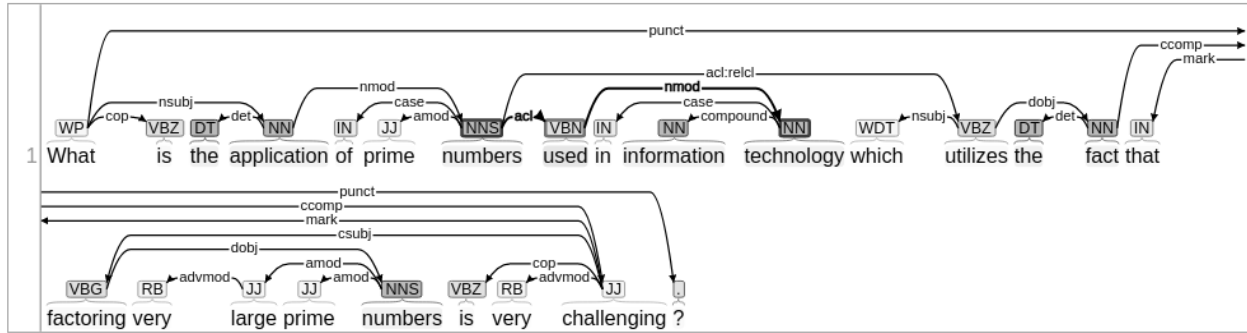 punct
ccomp
mark
acl:relcl
nmod nmod
nsubj case case dobj
cop det amod acl compound nsubj det
WP VBZ DT NN IN JJ NNS VBN IN NN NN WDT VBZ DT NN IN
1 What is the application of prime numbers used in information technology which utilizes the fact that
punct
ccomp
mark
csubj
dobj
amod cop
advmod amod advmod
VBG RB JJ JJ NNS VBZ RB JJ .
factoring very large prime numbers is very challenging ?